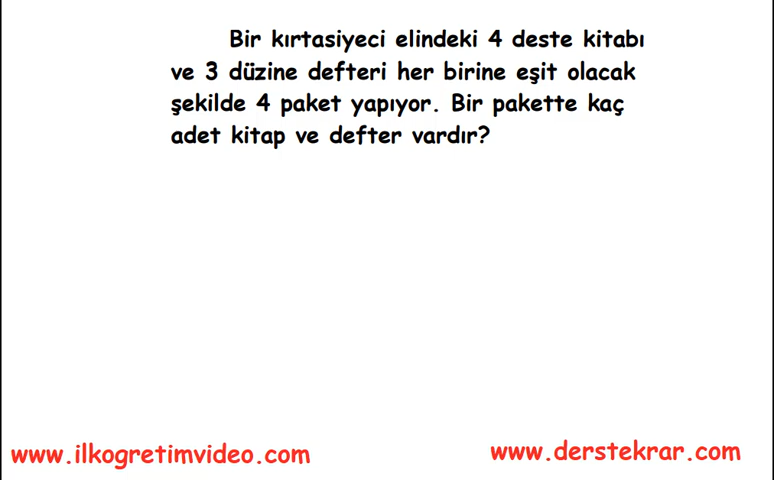 Bir kırtasiyeci elindeki 4 deste kitabı
ve 3 düzine defteri her birine eşit olacak
şekilde 4 paket yapıyor. Bir pakette kaç
adet kitap ve defter vardır?
www.ilkogretimvideo.com
www.derstekrar.com